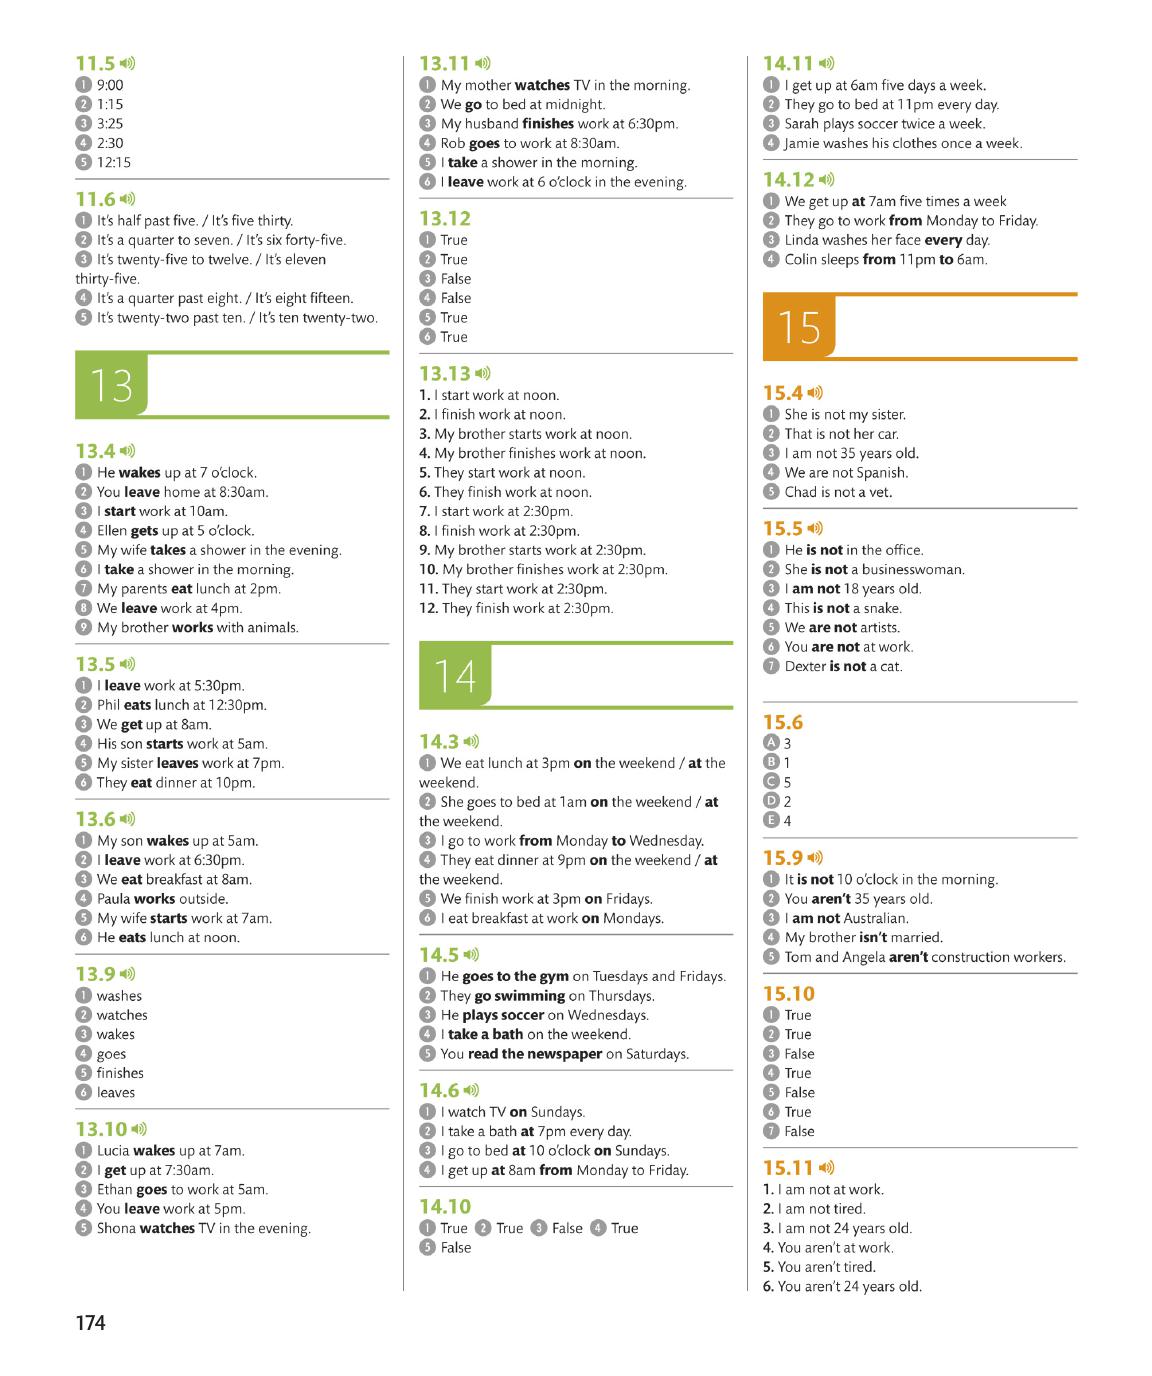 11.5
1 9:00
2 1:15
3 3:25
4 2:30
5 12:15
11.6
1 It's half past five. / It's five thirty.
2 It's a quarter to seven. / It's six forty-five.
3 It's twenty-five to twelve. / It's eleven
thirty-five.
4 It's a quarter past eight. / It's eight fifteen.
5 It's twenty-two past ten. / It's ten twenty-two.
13
13.4
1 He wakes up at 7 o'clock.
2 You leave home at 8:30am.
3 I start work at 10am.
4 Ellen gets up at 5 o'clock.
5 My wife takes a shower in the evening.
6 I take a shower in the morning.
7 My parents eat lunch at 2pm.
8 We leave work at 4pm.
9 My brother works with animals.
13.5
1 I leave work at 5:30pm.
2 Phil eats lunch at 12:30pm.
3 We get up at 8am.
4 His son starts work at 5am.
5 My sister leaves work at 7pm.
6 They eat dinner at 10pm.
13.6
1 My son wakes up at 5am.
2 I leave work at 6:30pm.
3 We eat breakfast at 8am.
4 Paula works outside.
5 My wife starts work at 7am.
6 He eats lunch at noon.
13.9
1 washes
2 watches
3 wakes
4 goes
5 finishes
6 leaves
13.10
1 Lucia wakes up at 7am.
2 I get up at 7:30am.
3 Ethan goes to work at 5am.
4 You leave work at 5pm.
5 Shona watches TV in the evening.
13.11
1 My mother watches TV in the morning.
2 We go to bed at midnight.
3 My husband finishes work at 6:30pm.
4 Rob goes to work at 8:30am.
5 I take a shower in the morning.
6 I leave work at 6 o'clock in the evening.
13.12
1 True
2 True
3 False
4 False
5 True
6 True
13.13
1. I start work at noon.
2. I finish work at noon.
3. My brother starts work at noon.
4. My brother finishes work at noon.
5. They start work at noon.
6. They finish work at noon.
7. I start work at 2:30pm.
8. I finish work at 2:30pm.
9. My brother starts work at 2:30pm.
10. My brother finishes work at 2:30pm.
11. They start work at 2:30pm.
12. They finish work at 2:30pm.
14
14.3
1 We eat lunch at 3pm on the weekend / at the
weekend.
2 She goes to bed at 1am on the weekend / at
the weekend.
3 I go to work from Monday to Wednesday.
4 They eat dinner at 9pm on the weekend / at
the weekend.
5 We finish work at 3pm on Fridays.
6 I eat breakfast at work on Mondays.
14.5
1 He goes to the gym on Tuesdays and Fridays.
2 They go swimming on Thursdays.
3 He plays soccer on Wednesdays.
4 I take a bath on the weekend.
5 You read the newspaper on Saturdays.
14.6
1 I watch TV on Sundays.
2 I take a bath at 7pm every day.
3 I go to bed at 10 o'clock on Sundays.
4 I get up at 8am from Monday to Friday.
14.10
1 True 2 True 3 False 4 True
5 False
14.11
1 I get up at 6am five days a week.
2 They go to bed at 11pm every day.
3 Sarah plays soccer twice a week.
4 Jamie washes his clothes once a week.
14.12
1 We get up at 7am five times a week
2 They go to work from Monday to Friday.
3 Linda washes her face every day.
4 Colin sleeps from 11pm to 6am.
15
15.4
1 She is not my sister.
2 That is not her car.
3 I am not 35 years old.
4 We are not Spanish.
5 Chad is not a vet.
15.5
1 He is not in the office.
2 She is not a businesswoman.
3 I am not 18 years old.
4 This is not a snake.
5 We are not artists.
6 You are not at work.
7 Dexter is not a cat.
15.6
A 3
B 1
C 5
D 2
E 4
15.9
1 It is not 10 o'clock in the morning.
2 You aren't 35 years old.
3 I am not Australian.
4 My brother isn't married.
5 Tom and Angela aren't construction workers.
15.10
1 True
2 True
3 False
4 True
5 False
6 True
7 False
15.11
1. I am not at work.
2. I am not tired.
3. I am not 24 years old.
4. You aren't at work.
5. You aren't tired.
6. You aren't 24 years old.
174